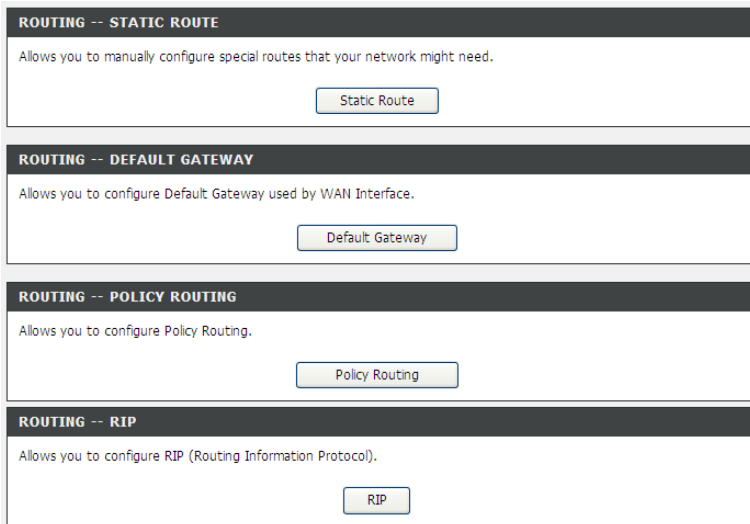 ROUTING -- STATIC ROUTE
Allows you to manually configure special routes that your network might need.
Static Route
ROUTING -- DEFAULT GATEWAY
Allows you to configure Default Gateway used by WAN Interface.
Default Gateway
ROUTING -- POLICY ROUTING
Allows you to configure Policy Routing.
Policy Routing
ROUTING -- RIP
Allows you to configure RIP (Routing Information Protocol).
RIP